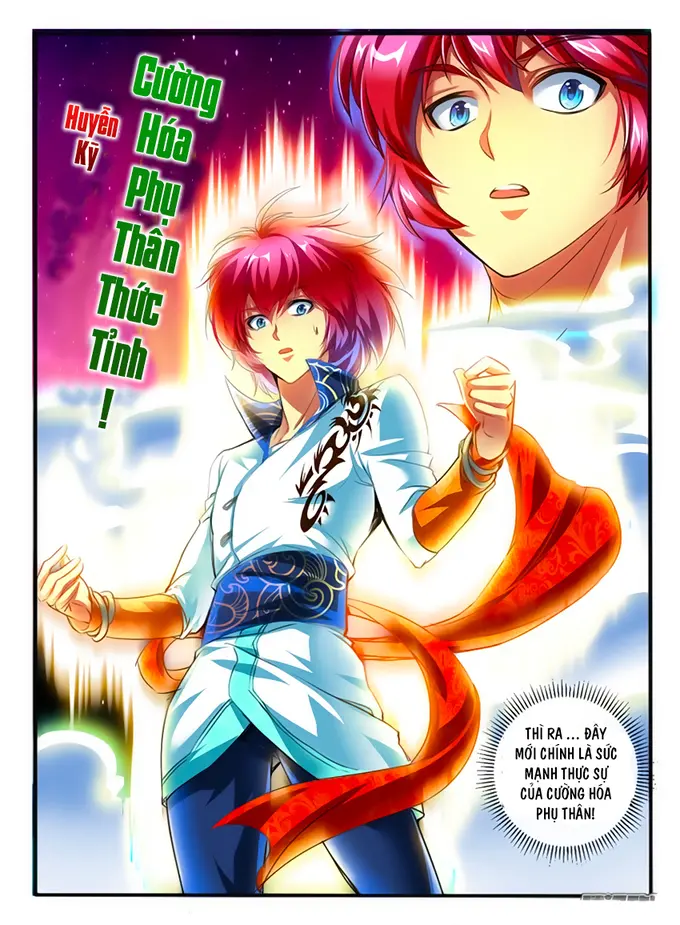 Cường
Hóa
Phụ
Thân
Thức
Tỉnh
!
Huyễn
Kỳ
THÌ RA ... ĐÂY
MỚI CHÍNH LÀ SỨC
MẠNH THỰC SỰ
CỦA CƯỜNG HÓA
PHỤ THÂN!